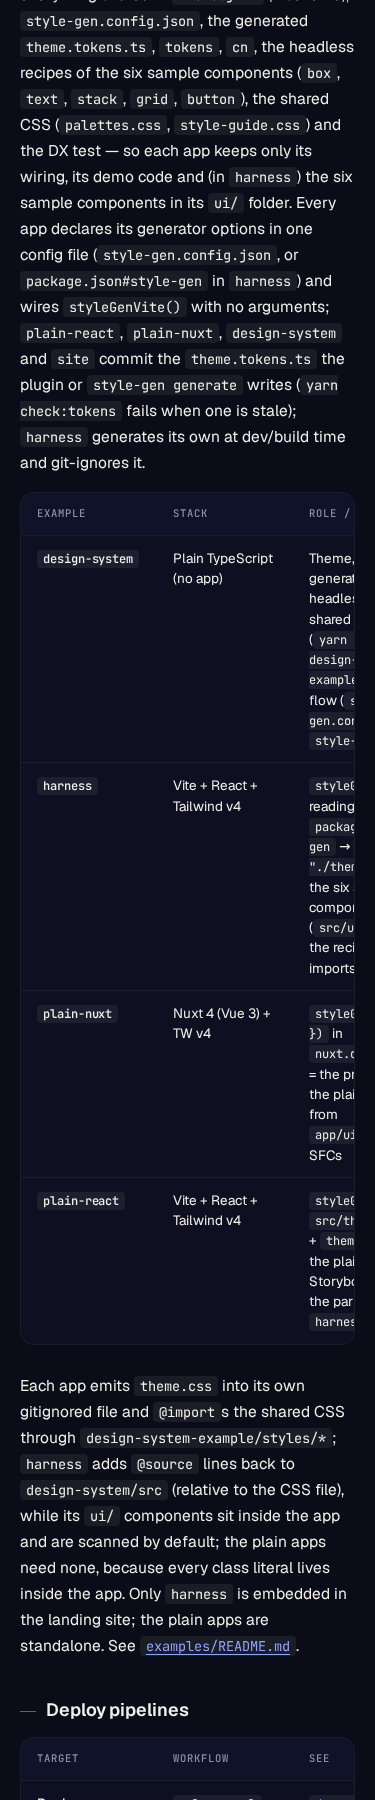 style-gen.config.json, the generated
theme.tokens.ts, tokens, cn, the headless
recipes of the six sample components (box,
text, stack, grid, button), the shared
CSS (palettes.css, style-guide.css) and
the DX test — so each app keeps only its
wiring, its demo code and (in harness) the six
sample components in its ui/ folder. Every
app declares its generator options in one
config file (style-gen.config.json, or
package.json#style-gen in harness) and
wires styleGenVite() with no arguments;
plain-react, plain-nuxt, design-system
and site commit the theme.tokens.ts the
plugin or style-gen generate writes (yarn
check:tokens fails when one is stale);
harness generates its own at dev/build time
and git-ignores it.
EXAMPLE STACK ROLE /
design-system Plain TypeScript Theme,
(no app) generat
headles
shared
(yarn
design-
example
flow (s
gen.con
style-
harness Vite + React + styleG
Tailwind v4 reading
packag
gen →
"./them
the six
compon
(src/u
the reci
imports
plain-nuxt Nuxt 4 (Vue 3) + styleG
TW v4 }) in
nuxt.c
= the pr
the plai
from
app/ui
SFCs
plain-react Vite + React + styleG
Tailwind v4 src/th
+ them
the plai
Storybo
the par
harnes
Each app emits theme.css into its own
gitignored file and @imports the shared CSS
through design-system-example/styles/*;
harness adds @source lines back to
design-system/src (relative to the CSS file),
while its ui/ components sit inside the app
and are scanned by default; the plain apps
need none, because every class literal lives
inside the app. Only harness is embedded in
the landing site; the plain apps are
standalone. See examples/README.md.
— Deploy pipelines
TARGET WORKFLOW SEE